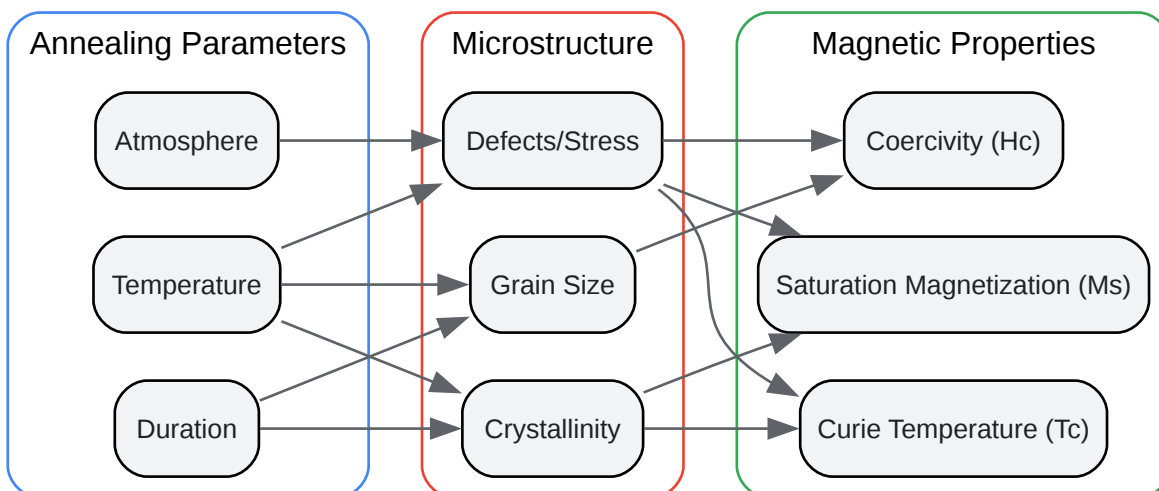 Annealing Parameters
Atmosphere
Temperature
Duration
Microstructure
Defects/Stress
Grain Size
Crystallinity
Magnetic Properties
Coercivity (Hc)
Saturation Magnetization (Ms)
Curie Temperature (Tc)